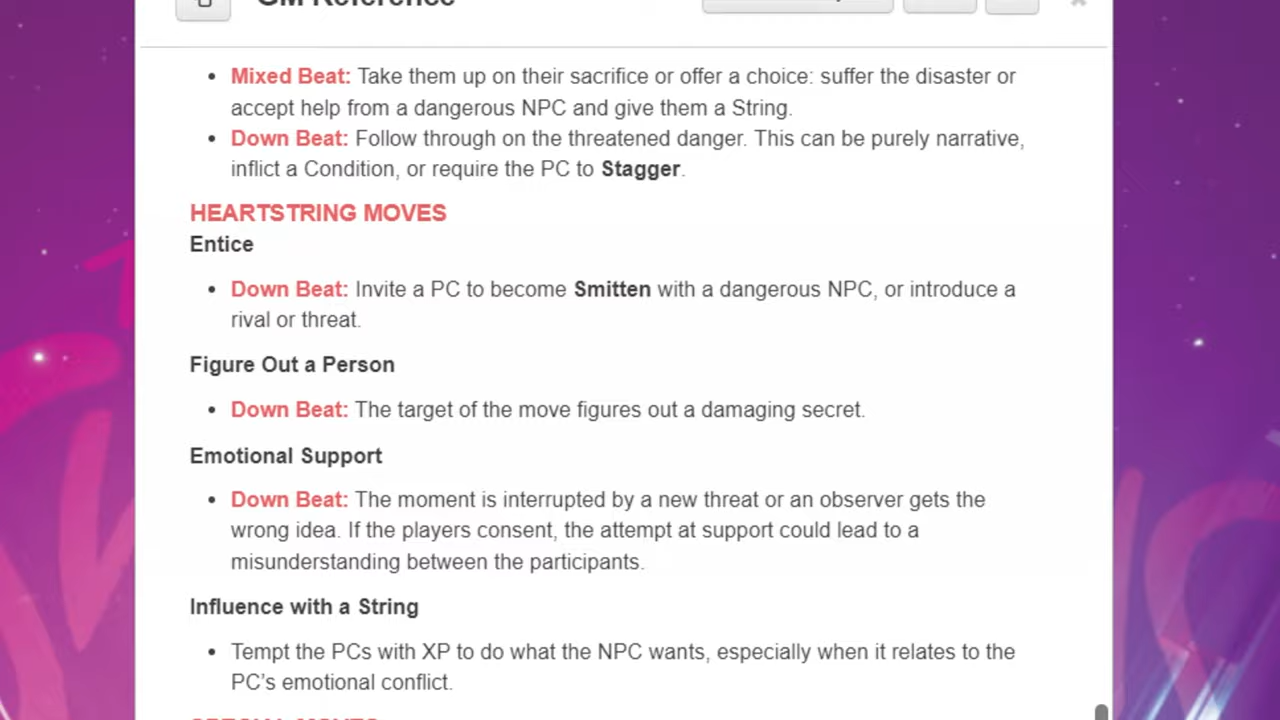 GM Reference
Mixed Beat: Take them up on their sacrifice or offer a choice: suffer the disaster or
accept help from a dangerous NPC and give them a String.
Down Beat: Follow through on the threatened danger. This can be purely narrative,
inflict a Condition, or require the PC to Stagger.
HEARTSTRING MOVES
Entice
Down Beat: Invite a PC to become Smitten with a dangerous NPC, or introduce a
rival or threat.
Figure Out a Person
Down Beat: The target of the move figures out a damaging secret.
Emotional Support
Down Beat: The moment is interrupted by a new threat or an observer gets the
wrong idea. If the players consent, the attempt at support could lead to a
misunderstanding between the participants.
Influence with a String
Tempt the PCs with XP to do what the NPC wants, especially when it relates to the
PC’s emotional conflict.
SPECIAL MOVES